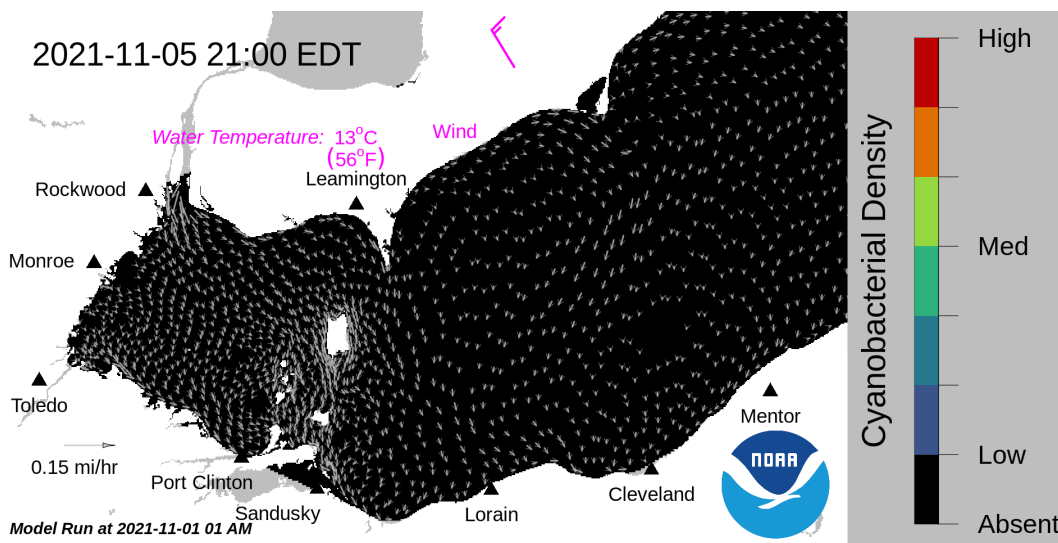 2021-11-05 21:00 EDT
Water Temperature: 13°C
(56°F)
Wind
Leamington
Rockwood
Monroe
Toledo
0.15 mi/hr
Port Clinton
Sandusky
Lorain
Cleveland
Mentor
NOAA
Model Run at 2021-11-01 01 AM
Cyanobacterial Density
High
Med
Low
Absent